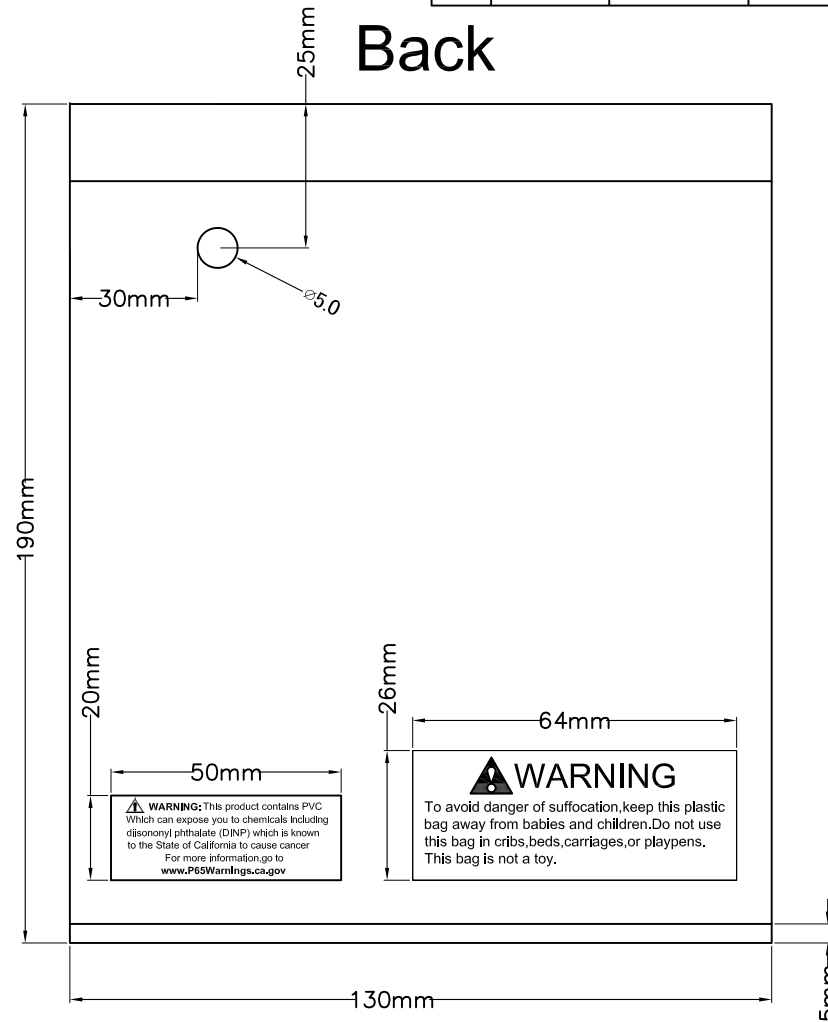 Back
25mm
30mm
⌀5.0
190mm
20mm
50mm
26mm
64mm
WARNING: This product contains PVC
Which can expose you to chemicals including
diisononyl phthalate (DINP) which is known
to the State of California to cause cancer
For more information,go to
www.P65Warnings.ca.gov
WARNING
To avoid danger of suffocation,keep this plastic
bag away from babies and children.Do not use
this bag in cribs,beds,carriages,or playpens.
This bag is not a toy.
130mm
5mm